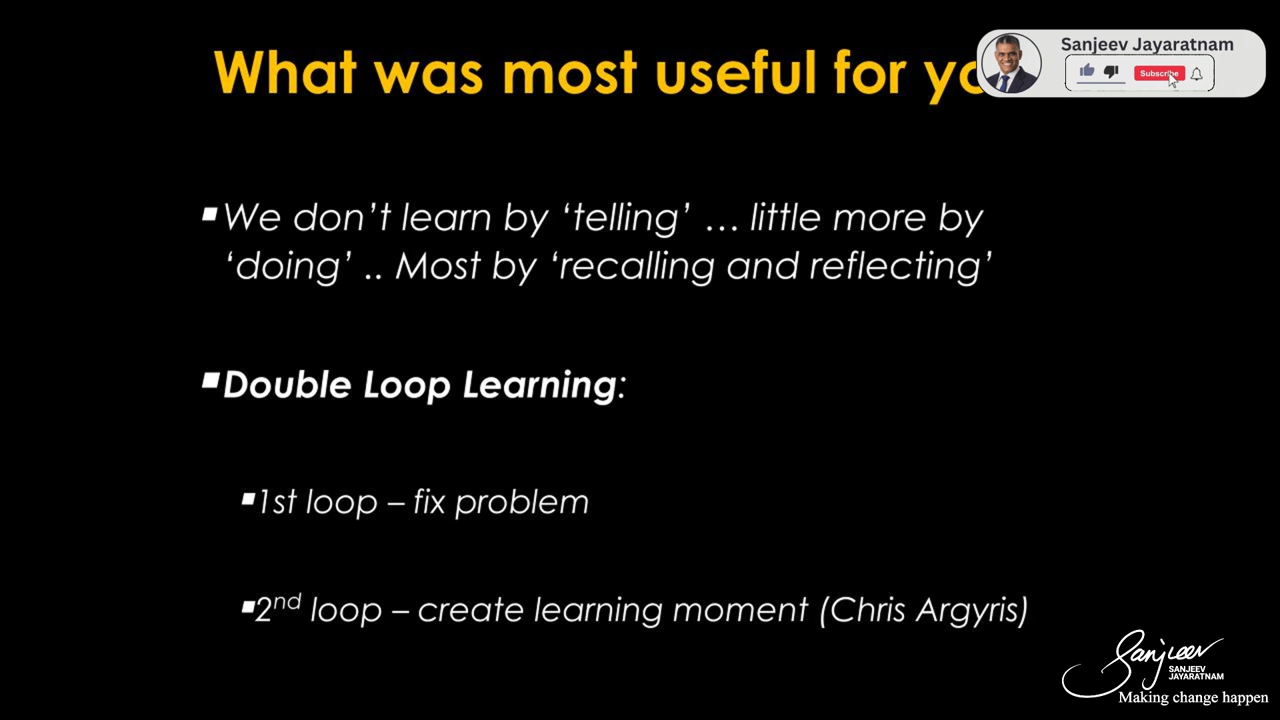 What was most useful for yo
Sanjeev Jayaratnam
Subscribe
We don’t learn by ‘telling’ … little more by
‘doing’ .. Most by ‘recalling and reflecting’
Double Loop Learning:
1st loop – fix problem
2nd loop – create learning moment (Chris Argyris)
Sanjeev
SANJEEV
JAYARATNAM
Making change happen